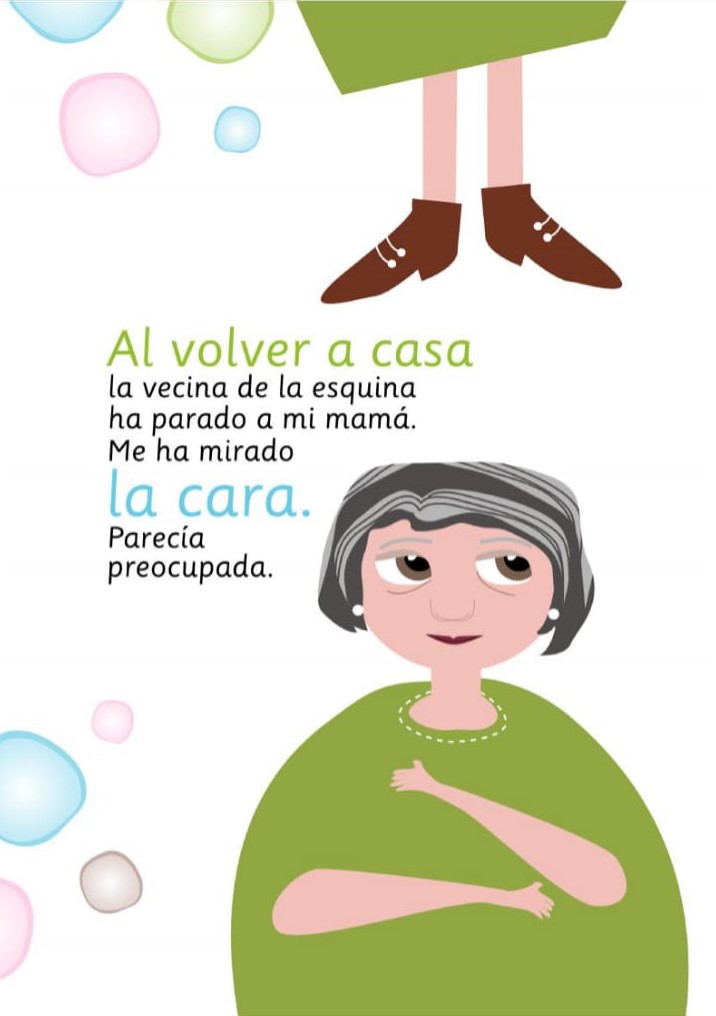 Al volver a casa
la vecina de la esquina
ha parado a mi mamá.
Me ha mirado
la cara.
Parecía
preocupada.